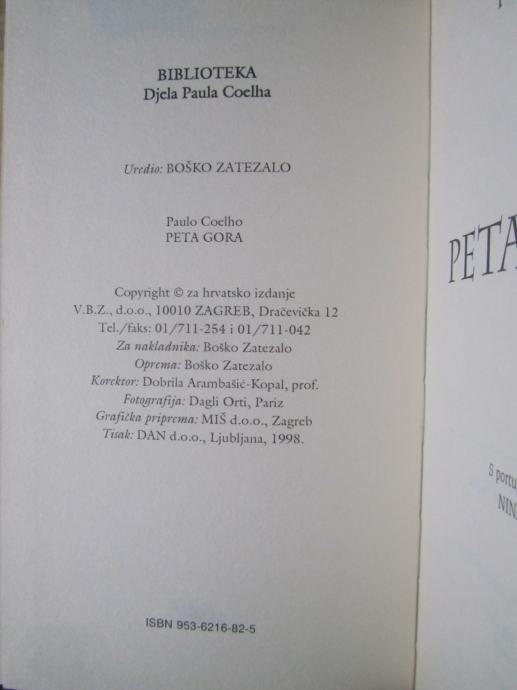 BIBLIOTEKA
Djela Paula Coelha
Uredio: BOŠKO ZATEZALO
Paulo Coelho
PETA GORA
Copyright © za hrvatsko izdanje
V.B.Z., d.o.o., 10010 ZAGREB, Dračevička 12
Tel./faks: 01/711-254 i 01/711-042
Za nakladnika: Boško Zatezalo
Oprema: Boško Zatezalo
Korektor: Dobrila Arambašić-Kopal, prof.
Fotografija: Dagli Orti, Pariz
Grafička priprema: MIŠ d.o.o., Zagreb
Tisak: DAN d.o.o., Ljubljana, 1998.
ISBN 953-6216-82-5
PETA
S portu
NIN